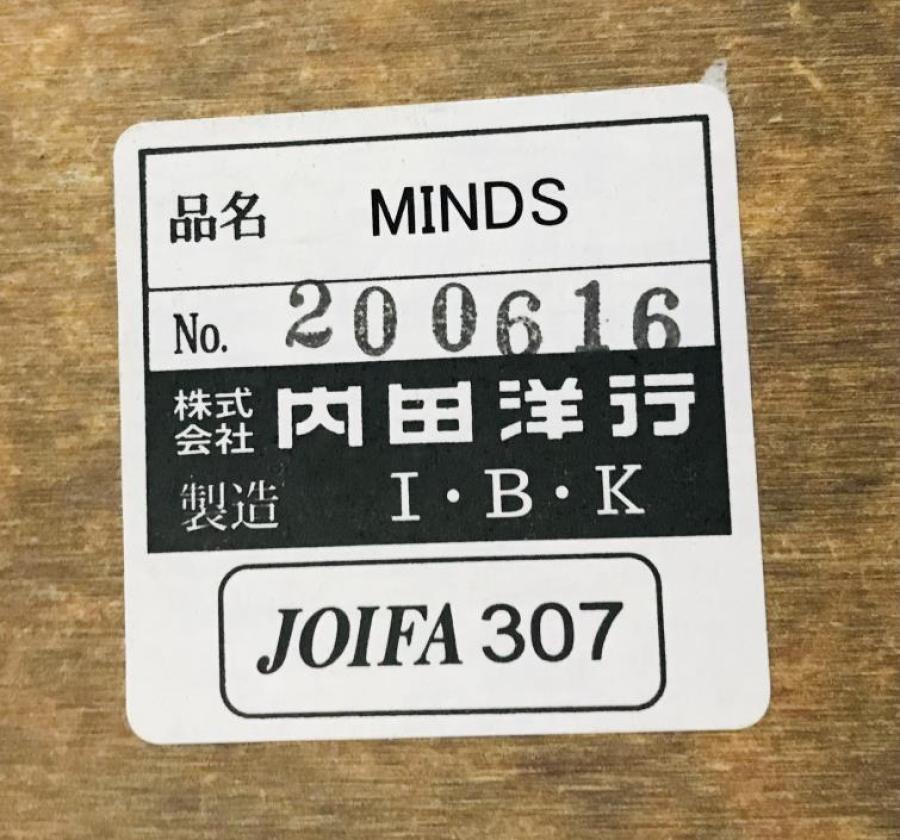 品名 MINDS
No. 200616
株式会社 内田洋行
製造 I・B・K
JOIFA 307